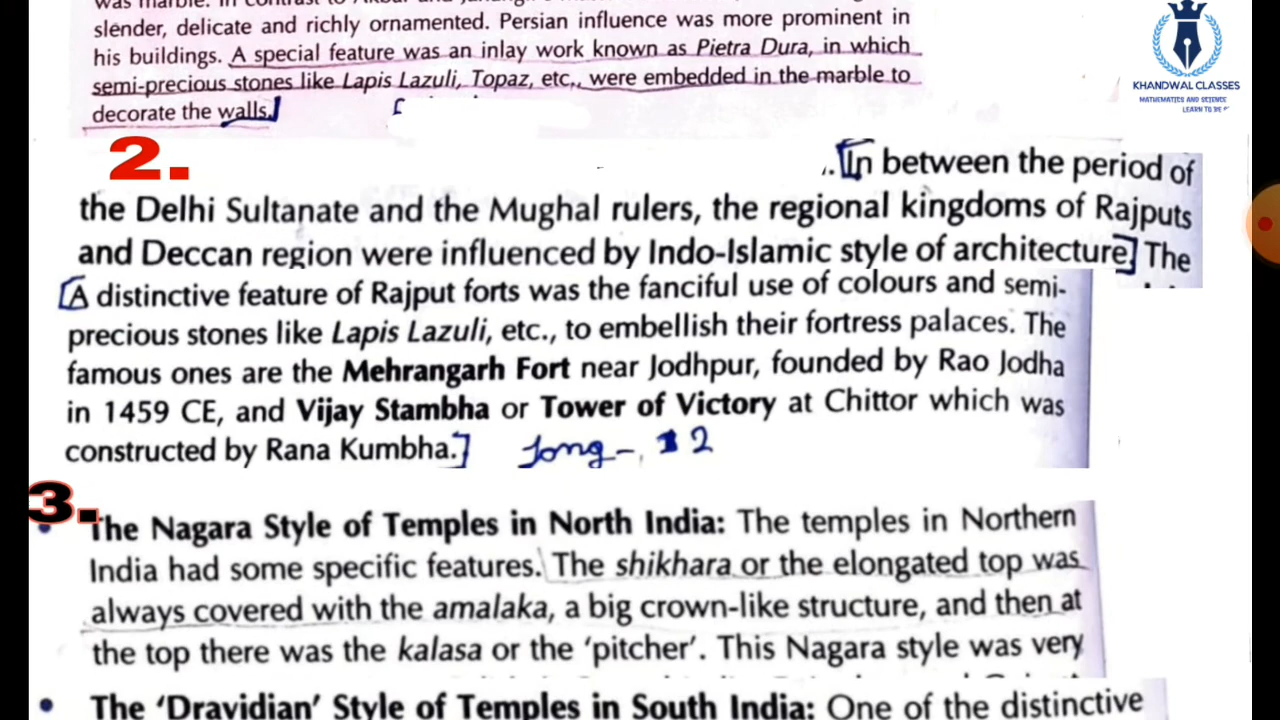 slender, delicate and richly ornamented. Persian influence was more prominent in
his buildings. A special feature was an inlay work known as Pietra Dura, in which
semi-precious stones like Lapis Lazuli, Topaz, etc., were embedded in the marble to
decorate the walls.]
KHANDWAL CLASSES
MATHEMATICS AND SCIENCE
LEARN TO BE
2.
[In between the period of
the Delhi Sultanate and the Mughal rulers, the regional kingdoms of Rajputs
and Deccan region were influenced by Indo-Islamic style of architecture.] The
[A distinctive feature of Rajput forts was the fanciful use of colours and semi-
precious stones like Lapis Lazuli, etc., to embellish their fortress palaces. The
famous ones are the Mehrangarh Fort near Jodhpur, founded by Rao Jodha
in 1459 CE, and Vijay Stambha or Tower of Victory at Chittor which was
constructed by Rana Kumbha.] long - 2
3.
• The Nagara Style of Temples in North India: The temples in Northern
India had some specific features. The shikhara or the elongated top was
always covered with the amalaka, a big crown-like structure, and then at
the top there was the kalasa or the 'pitcher'. This Nagara style was very
• The 'Dravidian' Style of Temples in South India: One of the distinctive